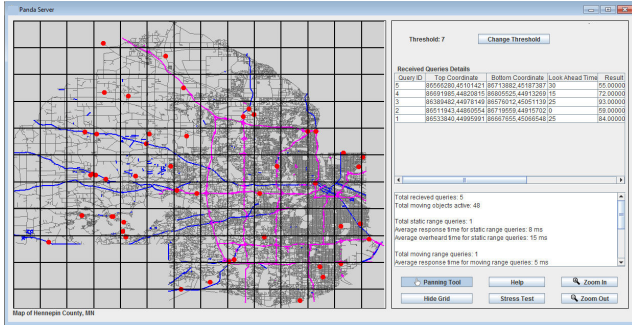 Panda Server
Threshold: 7
Change Threshold
Received Queries Details
Query ID Top Coordinate Bottom Coordinate Look Ahead Time Result
5 86566280,45101421 86713882,45187387 30 55.00000
4 86691985,44820815 86805525,44913269 15 72.00000
3 86389482,44978149 86576012,45051139 25 93.00000
2 86511943,44860554 86719559,44915702 0 59.00000
1 86533840,44995991 86667655,45066548 25 84.00000
Total recieved queries: 5
Total moving objects active: 48
Total static range queries: 1
Average response time for static range queries: 8 ms
Average overheard time for static range queries: 15 ms
Total moving range queries: 1
Average response time for moving range queries: 5 ms
Panning Tool Help Zoom In
Hide Grid Stress Test Zoom Out
Map of Hennepin County, MN